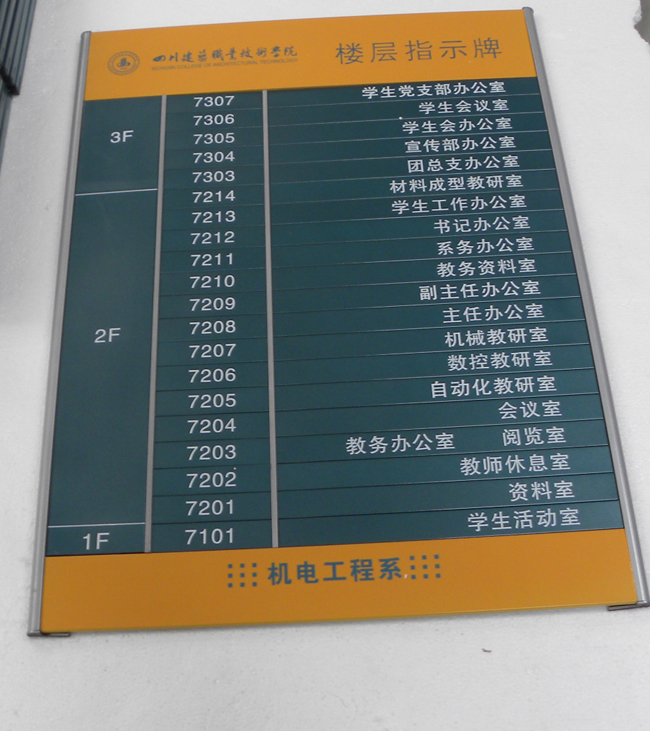 四川建筑职业技术学院 楼层指示牌
SICHUAN COLLEGE OF ARCHITECTURAL TECHNOLOGY
3F
7307 学生党支部办公室
7306 学生会议室
7305 学生会办公室
7304 宣传部办公室
7303 团总支办公室
2F
7214 材料成型教研室
7213 学生工作办公室
7212 书记办公室
7211 系务办公室
7210 教务资料室
7209 副主任办公室
7208 主任办公室
7207 机械教研室
7206 数控教研室
7205 自动化教研室
7204 会议室
7203 教务办公室 阅览室
7202 教师休息室
7201 资料室
1F
7101 学生活动室
机电工程系